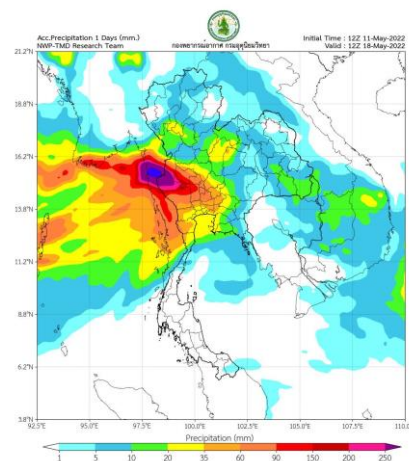 Acc.Precipitation 1 Days (mm.)
NWP-TMD Research Team
กองพยากรณ์อากาศ กรมอุตุนิยมวิทยา
Initial Time : 12Z 11-May-2022
Valid : 12Z 18-May-2022
21.2°N
18.8°N
16.2°N
13.8°N
11.2°N
8.8°N
6.2°N
3.8°N
92.5°E 95.0°E 97.5°E 100.0°E 102.5°E 105.0°E 107.5°E 110.0°E
Precipitation (mm)
1 5 10 20 35 60 90 150 200 250